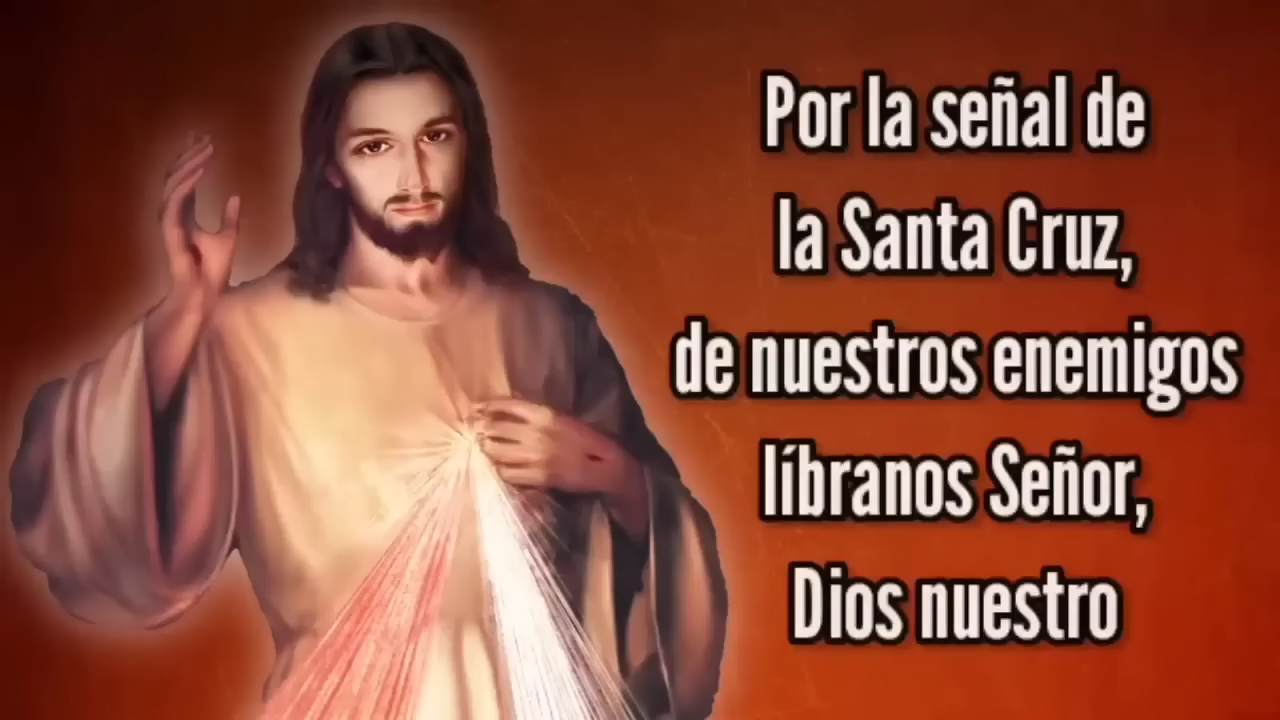 Por la señal de
la Santa Cruz,
de nuestros enemigos
líbranos Señor,
Dios nuestro